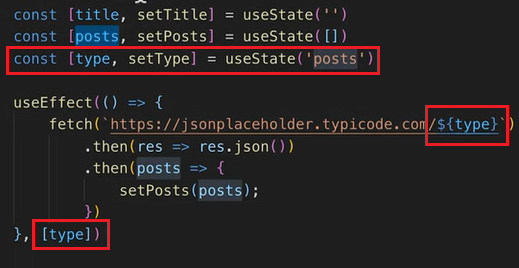 const [title, setTitle] = useState('')
const [posts, setPosts] = useState([])
const [type, setType] = useState('posts')
useEffect(() => {
fetch(`https://jsonplaceholder.typicode.com/${type}`)
.then(res => res.json())
.then(posts => {
setPosts(posts);
})
}, [type])